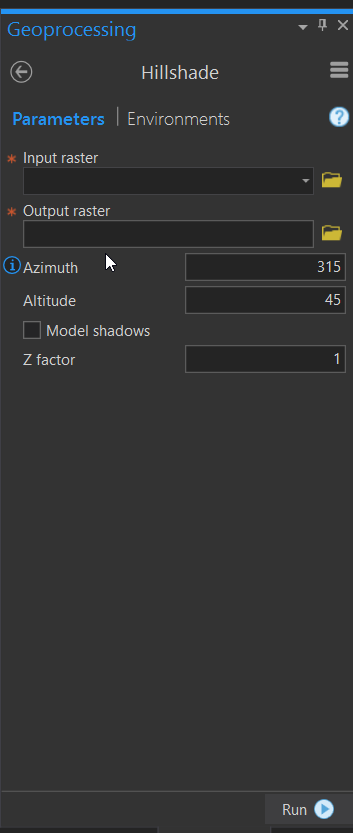 Geoprocessing
Hillshade
Parameters | Environments
* Input raster
* Output raster
Azimuth 315
Altitude 45
Model shadows
Z factor 1
Run